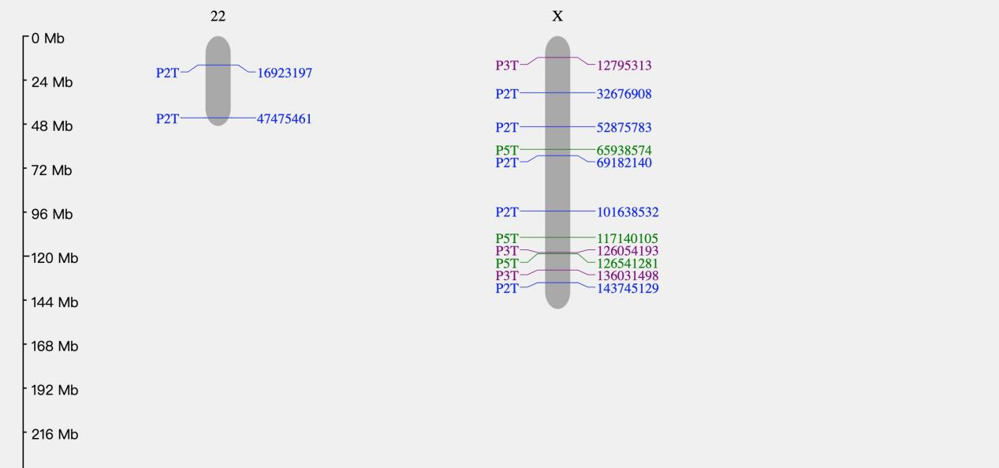 22
X
0 Mb
24 Mb
48 Mb
72 Mb
96 Mb
120 Mb
144 Mb
168 Mb
192 Mb
216 Mb
P2T 16923197
P2T 47475461
P3T 12795313
P2T 32676908
P2T 52875783
P5T 65938574
P2T 69182140
P2T 101638532
P5T 117140105
P3T 126054193
P5T 126541281
P3T 136031498
P2T 143745129